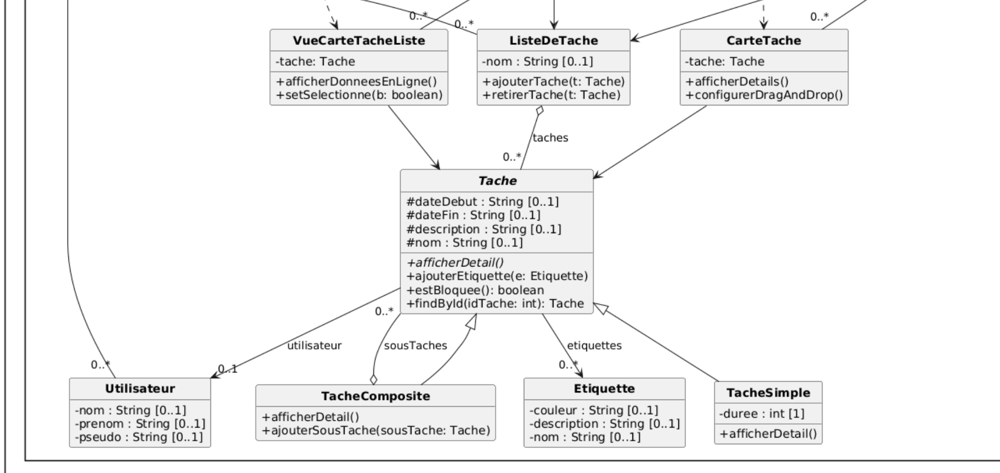 0..*
0..*
0..*
VueCarteTacheListe
-tache: Tache
+afficherDonneesEnLigne()
+setSelectionne(b: boolean)
ListeDeTache
-nom : String [0..1]
+ajouterTache(t: Tache)
+retirerTache(t: Tache)
CarteTache
-tache: Tache
+afficherDetails()
+configurerDragAndDrop()
taches
0..*
Tache
#dateDebut : String [0..1]
#dateFin : String [0..1]
#description : String [0..1]
#nom : String [0..1]
+afficherDetail()
+ajouterEtiquette(e: Etiquette)
+estBloquee(): boolean
+findById(idTache: int): Tache
0..*
utilisateur
sousTaches
etiquettes
0..*
0..1
0..*
Utilisateur
-nom : String [0..1]
-prenom : String [0..1]
-pseudo : String [0..1]
TacheComposite
+afficherDetail()
+ajouterSousTache(sousTache: Tache)
Etiquette
-couleur : String [0..1]
-description : String [0..1]
-nom : String [0..1]
TacheSimple
-duree : int [1]
+afficherDetail()